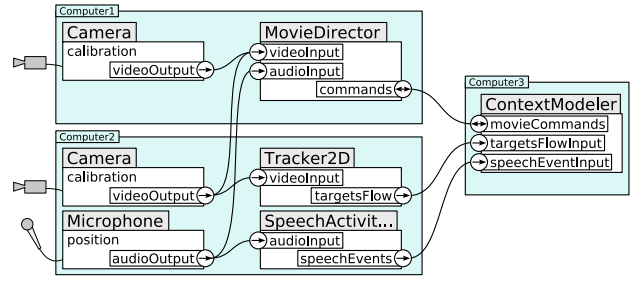 Computer1
Camera
calibration
videoOutput
MovieDirector
videoInput
audioInput
commands
Computer2
Camera
calibration
videoOutput
Microphone
position
audioOutput
Tracker2D
videoInput
targetsFlow
SpeechActivit...
audioInput
speechEvents
Computer3
ContextModeler
movieCommands
targetsFlowInput
speechEventInput